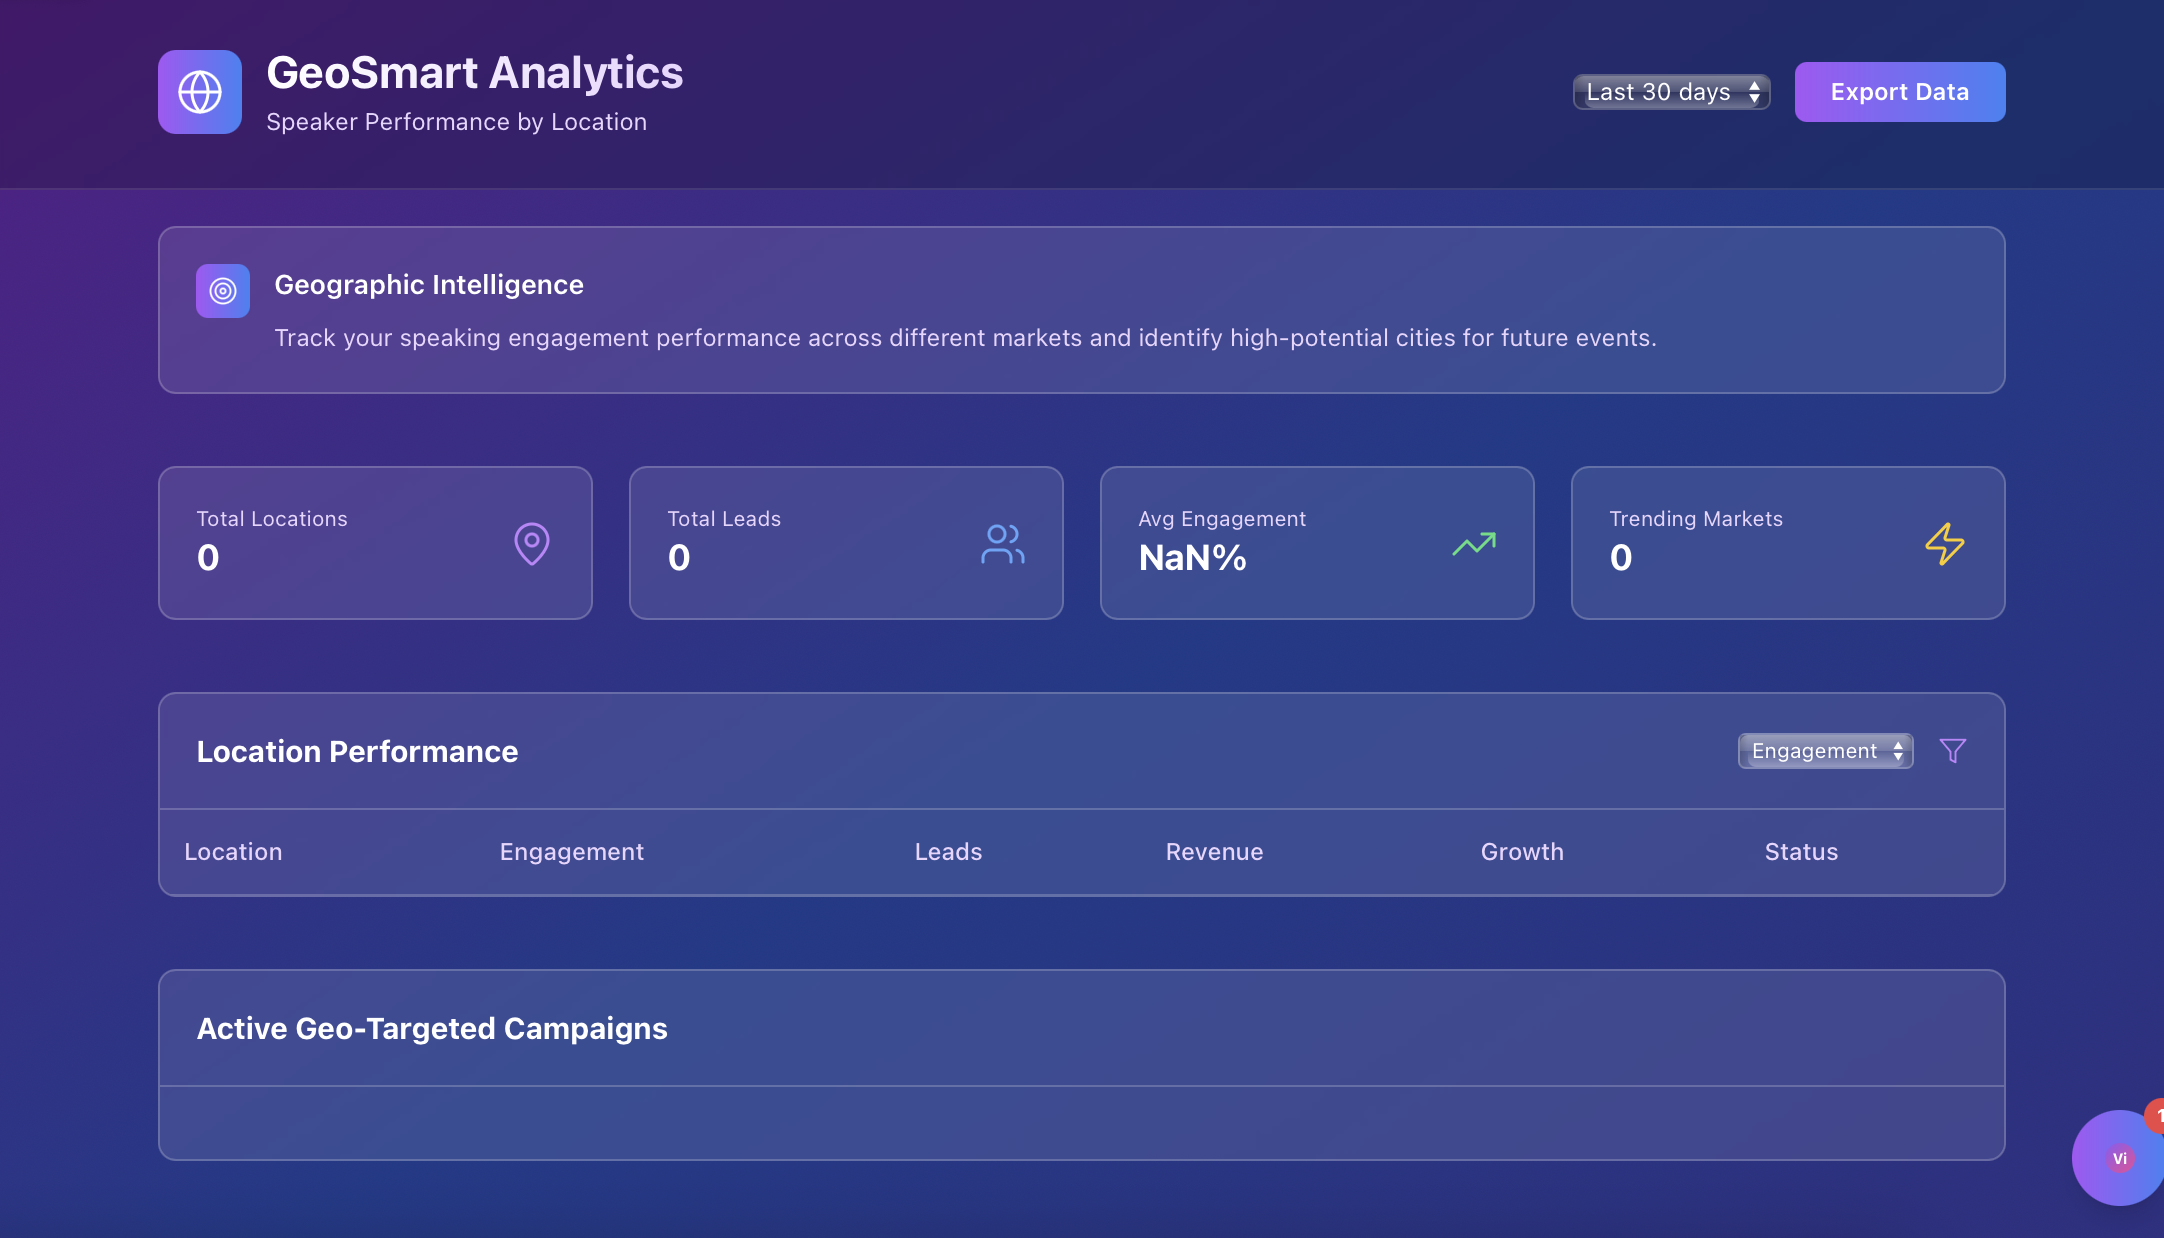 GeoSmart Analytics
Speaker Performance by Location
Last 30 days
Export Data
Geographic Intelligence
Track your speaking engagement performance across different markets and identify high-potential cities for future events.
Total Locations
0
Total Leads
0
Avg Engagement
NaN%
Trending Markets
0
Location Performance
Engagement
Location Engagement Leads Revenue Growth Status
Active Geo-Targeted Campaigns
1
Vi